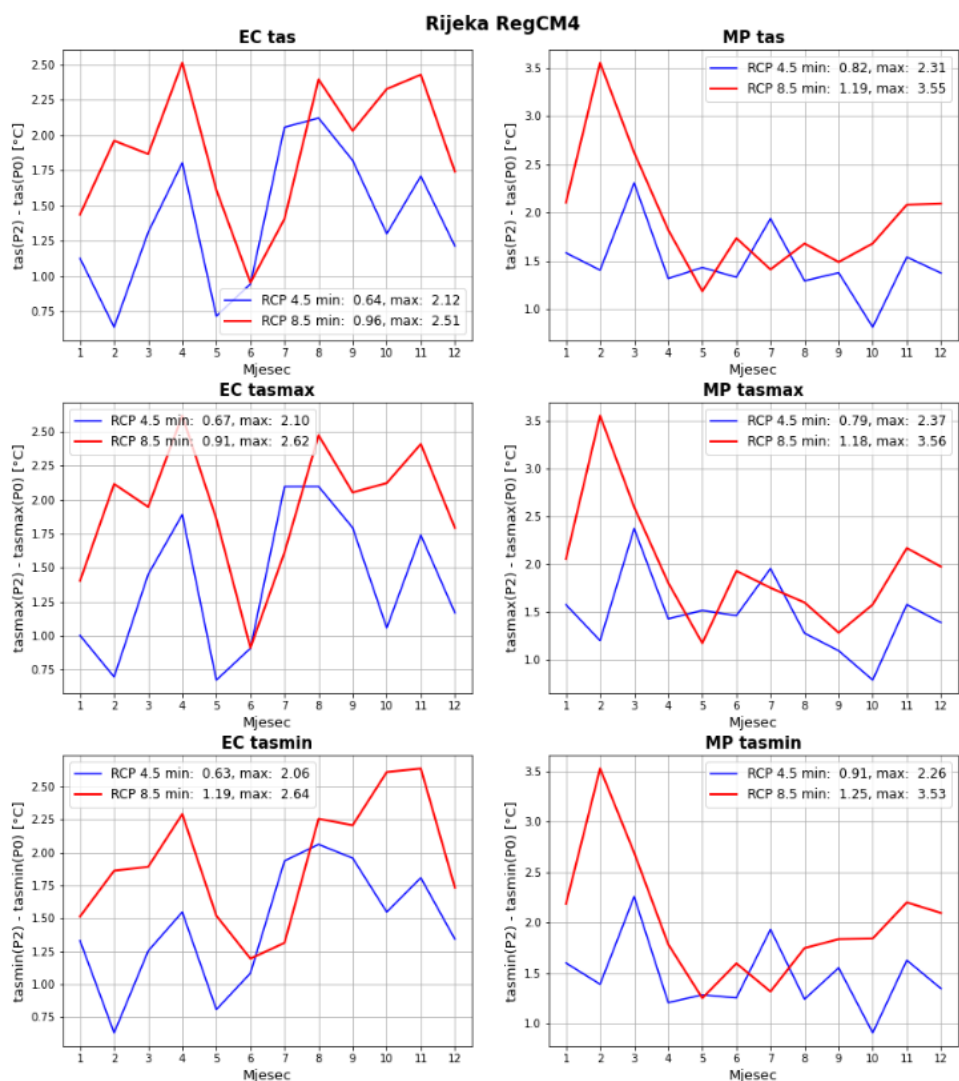 Rijeka RegCM4
EC tas
tas(P2) - tas(P0) [°C]
2.50
2.25
2.00
1.75
1.50
1.25
1.00
0.75
RCP 4.5 min: 0.64, max: 2.12
RCP 8.5 min: 0.96, max: 2.51
1 2 3 4 5 6 7 8 9 10 11 12
Mjesec
MP tas
tas(P2) - tas(P0) [°C]
3.5
3.0
2.5
2.0
1.5
1.0
RCP 4.5 min: 0.82, max: 2.31
RCP 8.5 min: 1.19, max: 3.55
1 2 3 4 5 6 7 8 9 10 11 12
Mjesec
EC tasmax
tasmax(P2) - tasmax(P0) [°C]
2.50
2.25
2.00
1.75
1.50
1.25
1.00
0.75
RCP 4.5 min: 0.67, max: 2.10
RCP 8.5 min: 0.91, max: 2.62
1 2 3 4 5 6 7 8 9 10 11 12
Mjesec
MP tasmax
tasmax(P2) - tasmax(P0) [°C]
3.5
3.0
2.5
2.0
1.5
1.0
RCP 4.5 min: 0.79, max: 2.37
RCP 8.5 min: 1.18, max: 3.56
1 2 3 4 5 6 7 8 9 10 11 12
Mjesec
EC tasmin
tasmin(P2) - tasmin(P0) [°C]
2.50
2.25
2.00
1.75
1.50
1.25
1.00
0.75
RCP 4.5 min: 0.63, max: 2.06
RCP 8.5 min: 1.19, max: 2.64
1 2 3 4 5 6 7 8 9 10 11 12
Mjesec
MP tasmin
tasmin(P2) - tasmin(P0) [°C]
3.5
3.0
2.5
2.0
1.5
1.0
RCP 4.5 min: 0.91, max: 2.26
RCP 8.5 min: 1.25, max: 3.53
1 2 3 4 5 6 7 8 9 10 11 12
Mjesec